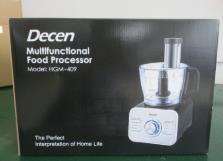 Decen
Multifunctional
Food Processor
Model: HGM-409
The Perfect
Interpretation of Home Life